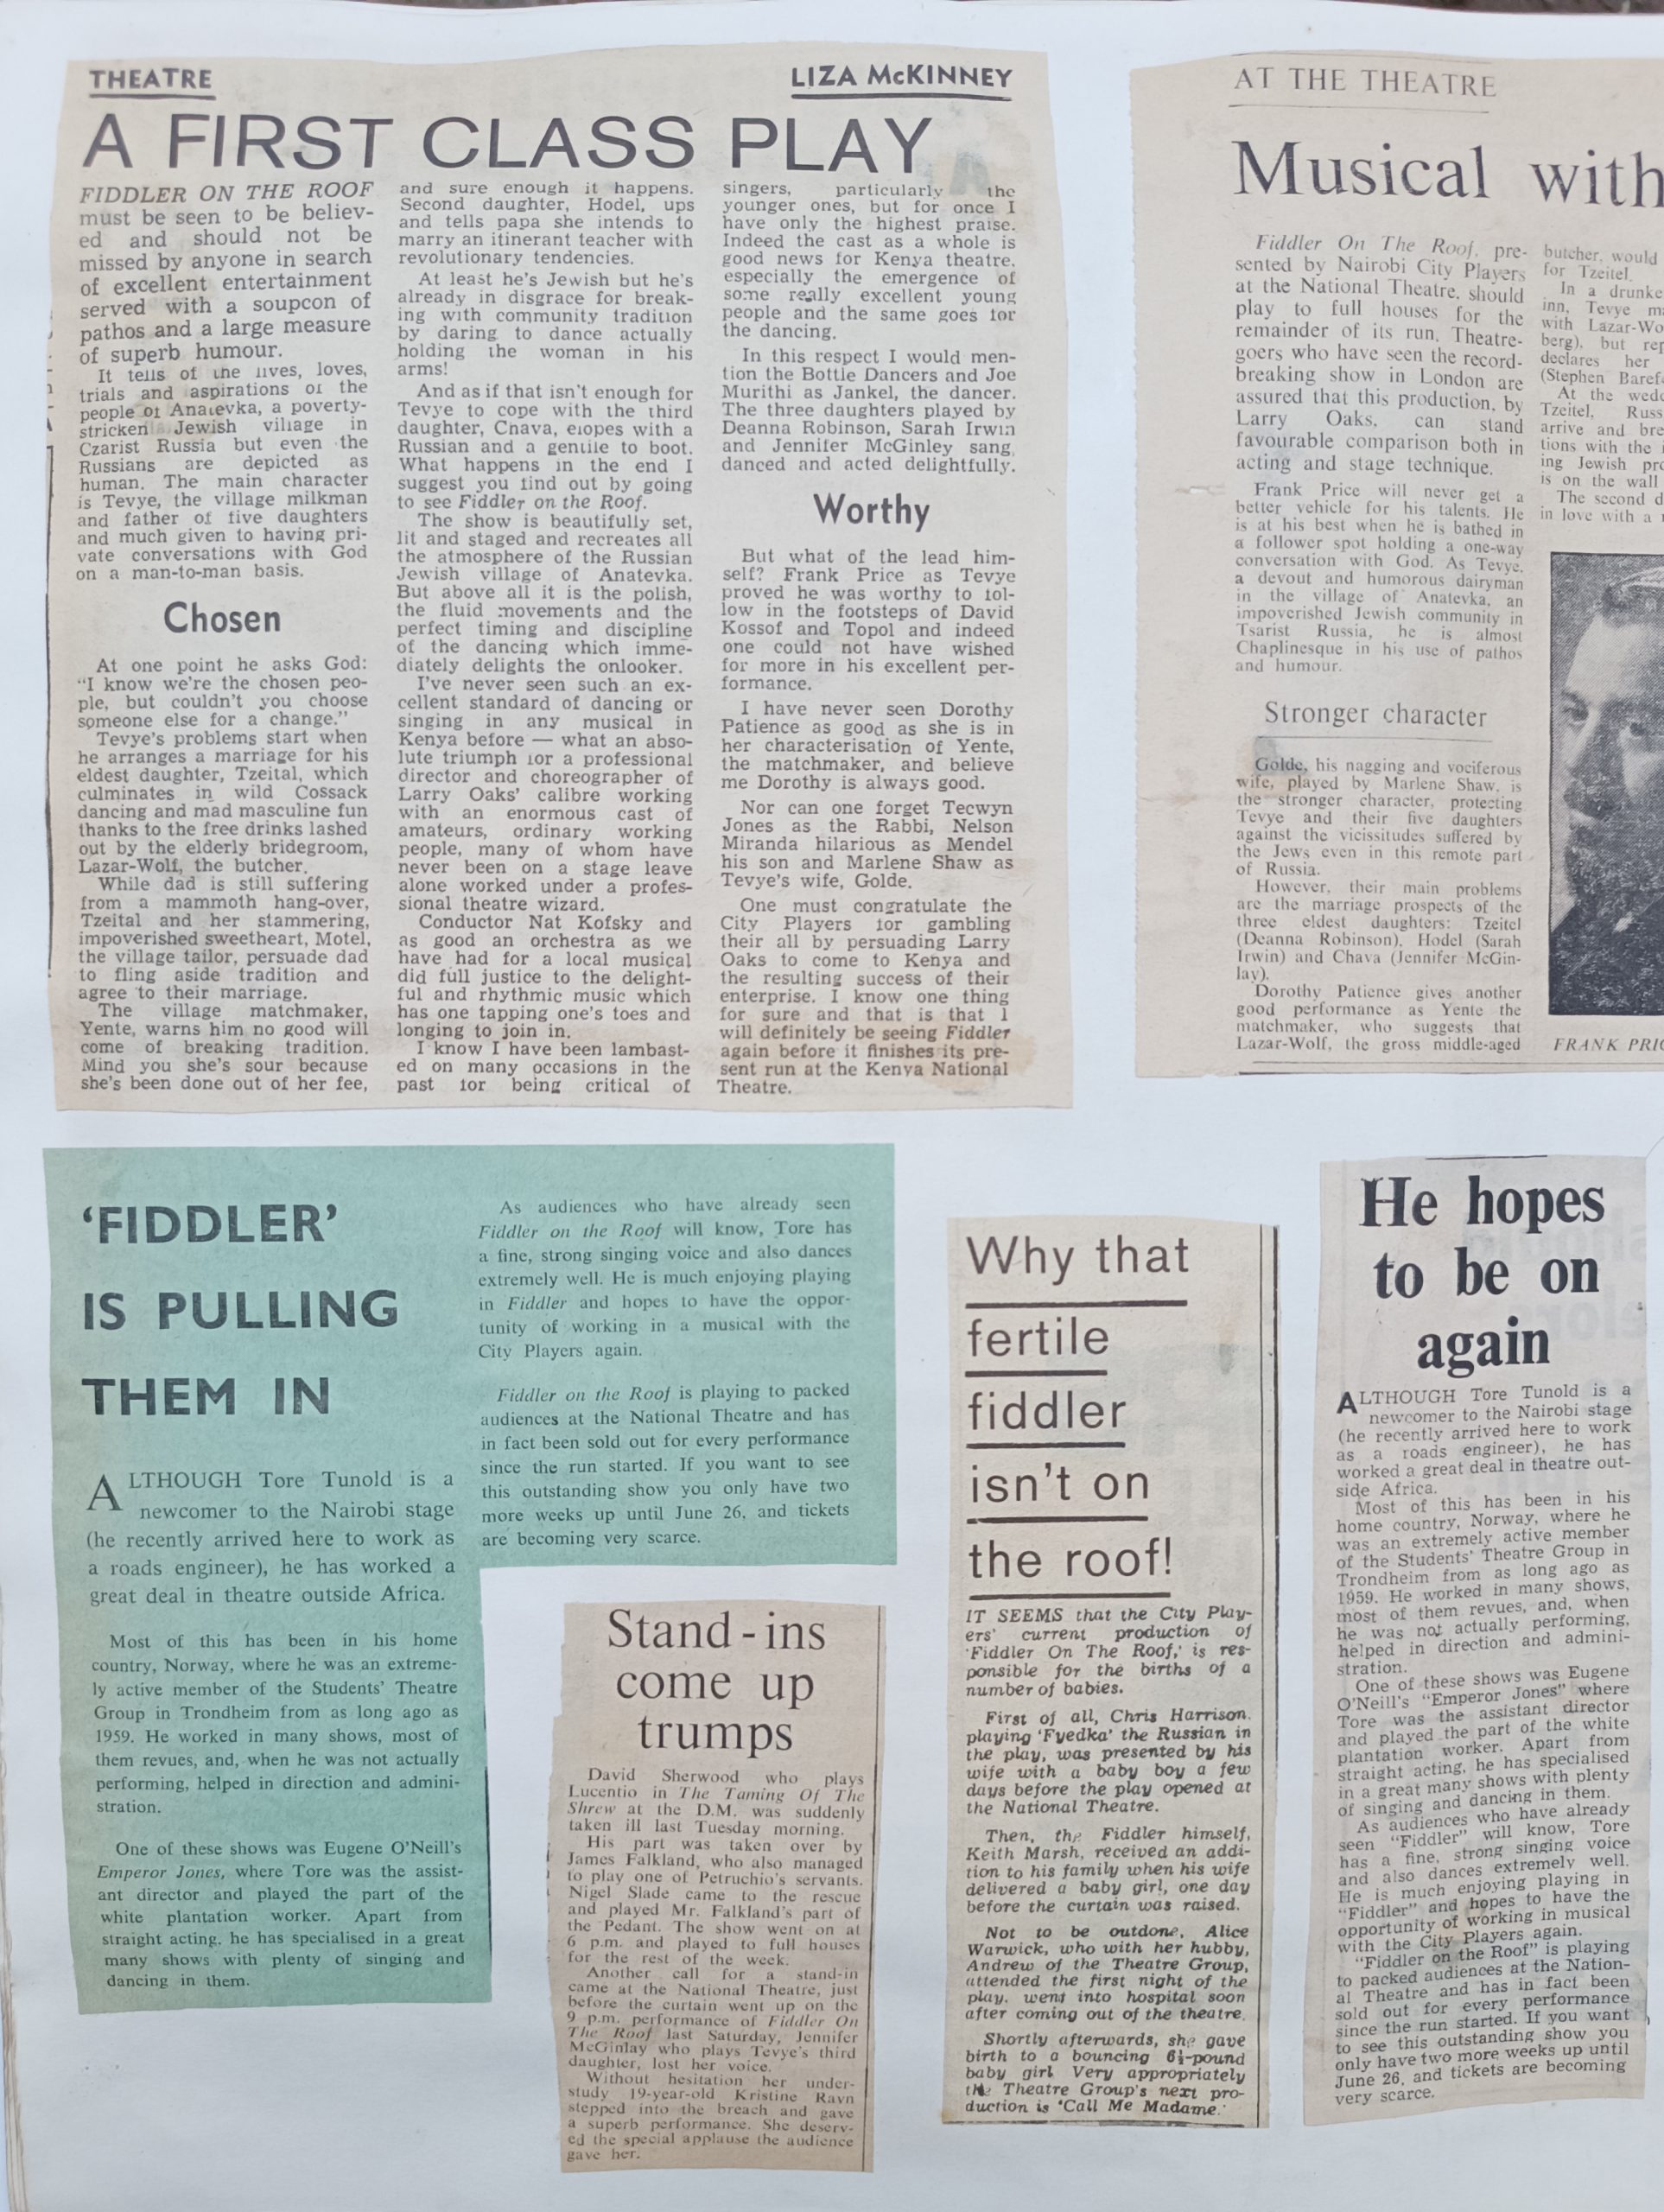 THEATRE
LIZA McKINNEY
A FIRST CLASS PLAY
FIDDLER ON THE ROOF
must be seen to be believ-
ed and should not be
missed by anyone in search
of excellent entertainment
served with a soupcon of
pathos and a large measure
of superb humour.
It tells of the lives, loves,
trials and aspirations of the
people of Anatevka, a poverty-
stricken Jewish village in
Czarist Russia but even the
Russians are depicted as
human. The main character
is Tevye, the village milkman
and father of five daughters
and much given to having pri-
vate conversations with God
on a man-to-man basis.
Chosen
At one point he asks God:
"I know we're the chosen peo-
ple, but couldn't you choose
someone else for a change."
Tevye's problems start when
he arranges a marriage for his
eldest daughter, Tzeital, which
culminates in wild Cossack
dancing and mad masculine fun
thanks to the free drinks lashed
out by the elderly bridegroom,
Lazar-Wolf, the butcher.
While dad is still suffering
from a mammoth hang-over,
Tzeital and her stammering,
impoverished sweetheart, Motel,
the village tailor, persuade dad
to fling aside tradition and
agree to their marriage.
The village matchmaker,
Yente, warns him no good will
come of breaking tradition.
Mind you she's sour because
she's been done out of her fee,
and sure enough it happens.
Second daughter, Hodel, ups
and tells papa she intends to
marry an itinerant teacher with
revolutionary tendencies.
At least he's Jewish but he's
already in disgrace for break-
ing with community tradition
by daring to dance actually
holding the woman in his
arms!
And as if that isn't enough for
Tevye to cope with the third
daughter, Chava, elopes with a
Russian and a gentile to boot.
What happens in the end I
suggest you find out by going
to see Fiddler on the Roof.
The show is beautifully set,
lit and staged and recreates all
the atmosphere of the Russian
Jewish village of Anatevka.
But above all it is the polish,
the fluid movements and the
perfect timing and discipline
of the dancing which imme-
diately delights the onlooker.
I've never seen such an ex-
cellent standard of dancing or
singing in any musical in
Kenya before — what an abso-
lute triumph for a professional
director and choreographer of
Larry Oaks' calibre working
with an enormous cast of
amateurs, ordinary working
people, many of whom have
never been on a stage leave
alone worked under a profes-
sional theatre wizard.
Conductor Nat Kofsky and
as good an orchestra as we
have had for a local musical
did full justice to the delight-
ful and rhythmic music which
has one tapping one's toes and
longing to join in.
I know I have been lambast-
ed on many occasions in the
past for being critical of
singers, particularly the
younger ones, but for once I
have only the highest praise.
Indeed the cast as a whole is
good news for Kenya theatre,
especially the emergence of
some really excellent young
people and the same goes for
the dancing.
In this respect I would men-
tion the Bottle Dancers and Joe
Murithi as Jankel, the dancer.
The three daughters played by
Deanna Robinson, Sarah Irwin
and Jennifer McGinley sang,
danced and acted delightfully.
Worthy
But what of the lead him-
self? Frank Price as Tevye
proved he was worthy to fol-
low in the footsteps of David
Kossof and Topol and indeed
one could not have wished
for more in his excellent per-
formance.
I have never seen Dorothy
Patience as good as she is in
her characterisation of Yente,
the matchmaker, and believe
me Dorothy is always good.
Nor can one forget Tecwyn
Jones as the Rabbi, Nelson
Miranda hilarious as Mendel
his son and Marlene Shaw as
Tevye's wife, Golde.
One must congratulate the
City Players for gambling
their all by persuading Larry
Oaks to come to Kenya and
the resulting success of their
enterprise. I know one thing
for sure and that is that I
will definitely be seeing Fiddler
again before it finishes its pre-
sent run at the Kenya National
Theatre.
AT THE THEATRE
Musical with
Fiddler On The Roof, pre-
sented by Nairobi City Players
at the National Theatre, should
play to full houses for the
remainder of its run. Theatre-
goers who have seen the record-
breaking show in London are
assured that this production, by
Larry Oaks, can stand
favourable comparison both in
acting and stage technique.
Frank Price will never get a
better vehicle for his talents. He
is at his best when he is bathed in
a follower spot holding a one-way
conversation with God. As Tevye,
a devout and humorous dairyman
in the village of Anatevka, an
impoverished Jewish community in
Tsarist Russia, he is almost
Chaplinesque in his use of pathos
and humour.
Stronger character
Golde, his nagging and vociferous
wife, played by Marlene Shaw, is
the stronger character, protecting
Tevye and their five daughters
against the vicissitudes suffered by
the Jews even in this remote part
of Russia.
However, their main problems
are the marriage prospects of the
three eldest daughters: Tzeitel
(Deanna Robinson), Hodel (Sarah
Irwin) and Chava (Jennifer McGin-
lay).
Dorothy Patience gives another
good performance as Yente the
matchmaker, who suggests that
Lazar-Wolf, the gross middle-aged
butcher, would
for Tzeitel.
In a drunke
inn, Tevye ma
with Lazar-Wo
berg), but rep
declares her
(Stephen Barefo
At the wedd
Tzeitel, Russ
arrive and bre
tions with the
ing Jewish pro
is on the wall
The second d
in love with a
FRANK PRIC
'FIDDLER'
IS PULLING
THEM IN
ALTHOUGH Tore Tunold is a
newcomer to the Nairobi stage
(he recently arrived here to work as
a roads engineer), he has worked a
great deal in theatre outside Africa.
Most of this has been in his home
country, Norway, where he was an extreme-
ly active member of the Students' Theatre
Group in Trondheim from as long ago as
1959. He worked in many shows, most of
them revues, and, when he was not actually
performing, helped in direction and admini-
stration.
One of these shows was Eugene O'Neill's
Emperor Jones, where Tore was the assist-
ant director and played the part of the
white plantation worker. Apart from
straight acting, he has specialised in a great
many shows with plenty of singing and
dancing in them.
As audiences who have already seen
Fiddler on the Roof will know, Tore has
a fine, strong singing voice and also dances
extremely well. He is much enjoying playing
in Fiddler and hopes to have the oppor-
tunity of working in a musical with the
City Players again.
Fiddler on the Roof is playing to packed
audiences at the National Theatre and has
in fact been sold out for every performance
since the run started. If you want to see
this outstanding show you only have two
more weeks up until June 26, and tickets
are becoming very scarce.
Stand-ins
come up
trumps
David Sherwood who plays
Lucentio in The Taming Of The
Shrew at the D.M. was suddenly
taken ill last Tuesday morning.
His part was taken over by
James Falkland, who also managed
to play one of Petruchio's servants.
Nigel Slade came to the rescue
and played Mr. Falkland's part of
the Pedant. The show went on at
6 p.m. and played to full houses
for the rest of the week.
Another call for a stand-in
came at the National Theatre, just
before the curtain went up on the
9 p.m. performance of Fiddler On
The Roof last Saturday, Jennifer
McGinlay who plays Tevye's third
daughter, lost her voice.
Without hesitation her under-
study 19-year-old Kristine Ravn
stepped into the breach and gave
a superb performance. She deserv-
ed the special applause the audience
gave her.
Why that
fertile
fiddler
isn't on
the roof!
IT SEEMS that the City Play-
ers' current production of
'Fiddler On The Roof,' is res-
ponsible for the births of a
number of babies.
First of all, Chris Harrison,
playing 'Fyedka' the Russian in
the play, was presented by his
wife with a baby boy a few
days before the play opened at
the National Theatre.
Then, the Fiddler himself,
Keith Marsh, received an addi-
tion to his family when his wife
delivered a baby girl, one day
before the curtain was raised.
Not to be outdone, Alice
Warwick, who with her hubby,
Andrew of the Theatre Group,
attended the first night of the
play, went into hospital soon
after coming out of the theatre.
Shortly afterwards, she gave
birth to a bouncing 6½-pound
baby girl Very appropriately
the Theatre Group's next pro-
duction is 'Call Me Madame.'
He hopes
to be on
again
ALTHOUGH Tore Tunold is a
newcomer to the Nairobi stage
(he recently arrived here to work
as a roads engineer), he has
worked a great deal in theatre out-
side Africa.
Most of this has been in his
home country, Norway, where he
was an extremely active member
of the Students' Theatre Group in
Trondheim from as long ago as
1959. He worked in many shows,
most of them revues, and, when
he was not actually performing,
helped in direction and admini-
stration.
One of these shows was Eugene
O'Neill's "Emperor Jones" where
Tore was the assistant director
and played the part of the white
plantation worker. Apart from
straight acting, he has specialised
in a great many shows with plenty
of singing and dancing in them.
As audiences who have already
seen "Fiddler" will know, Tore
has a fine, strong singing voice
and also dances extremely well.
He is much enjoying playing in
"Fiddler" and hopes to have the
opportunity of working in musical
with the City Players again.
"Fiddler on the Roof" is playing
to packed audiences at the Nation-
al Theatre and has in fact been
sold out for every performance
since the run started. If you want
to see this outstanding show you
only have two more weeks up until
June 26, and tickets are becoming
very scarce.